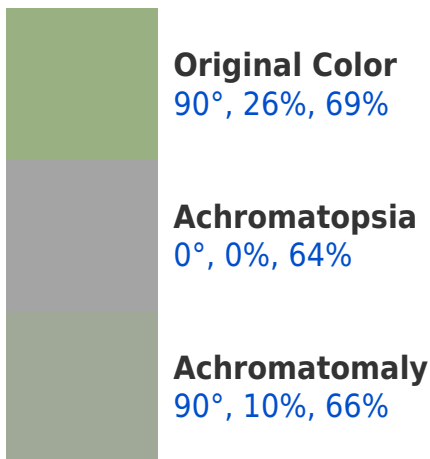 Original Color
90°, 26%, 69%
Achromatopsia
0°, 0%, 64%
Achromatomaly
90°, 10%, 66%